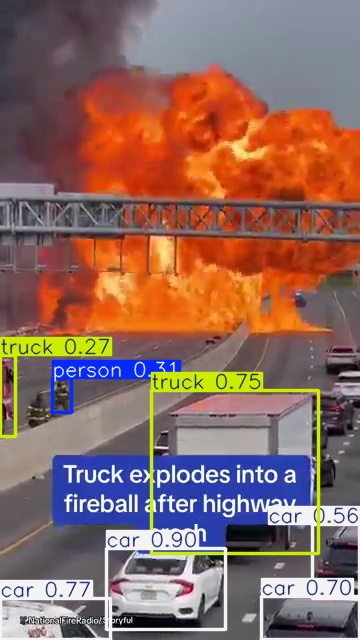 truck 0.27
person 0.31
truck 0.75
Truck explodes into a
fireball after highway
crash
car 0.56
car 0.90
car 0.77
car 0.70
NationalFireRadio/Storyful